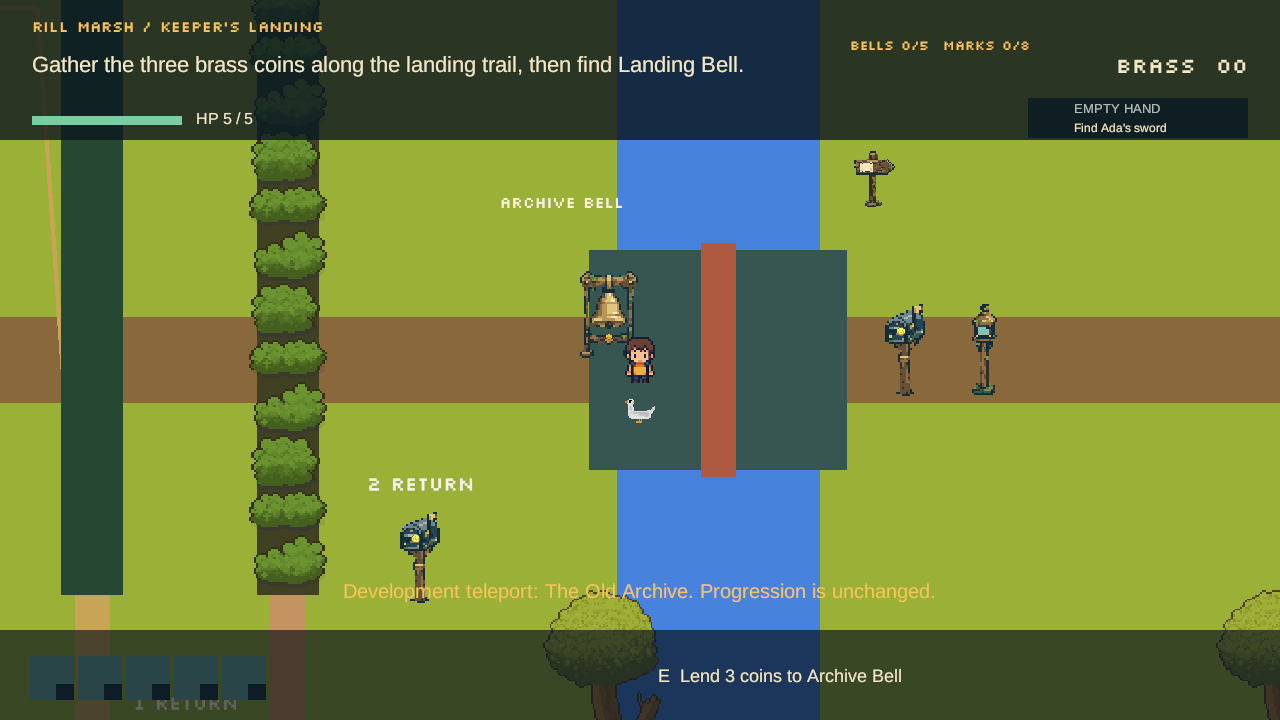 RILL MARSH / KEEPER'S LANDING
BELLS 0/5 MARKS 0/8
Gather the three brass coins along the landing trail, then find Landing Bell.
BRASS 00
EMPTY HAND
HP 5 / 5
Find Ada's sword
ARCHIVE BELL
2 RETURN
Development teleport: The Old Archive. Progression is unchanged.
E Lend 3 coins to Archive Bell
1 RETURN